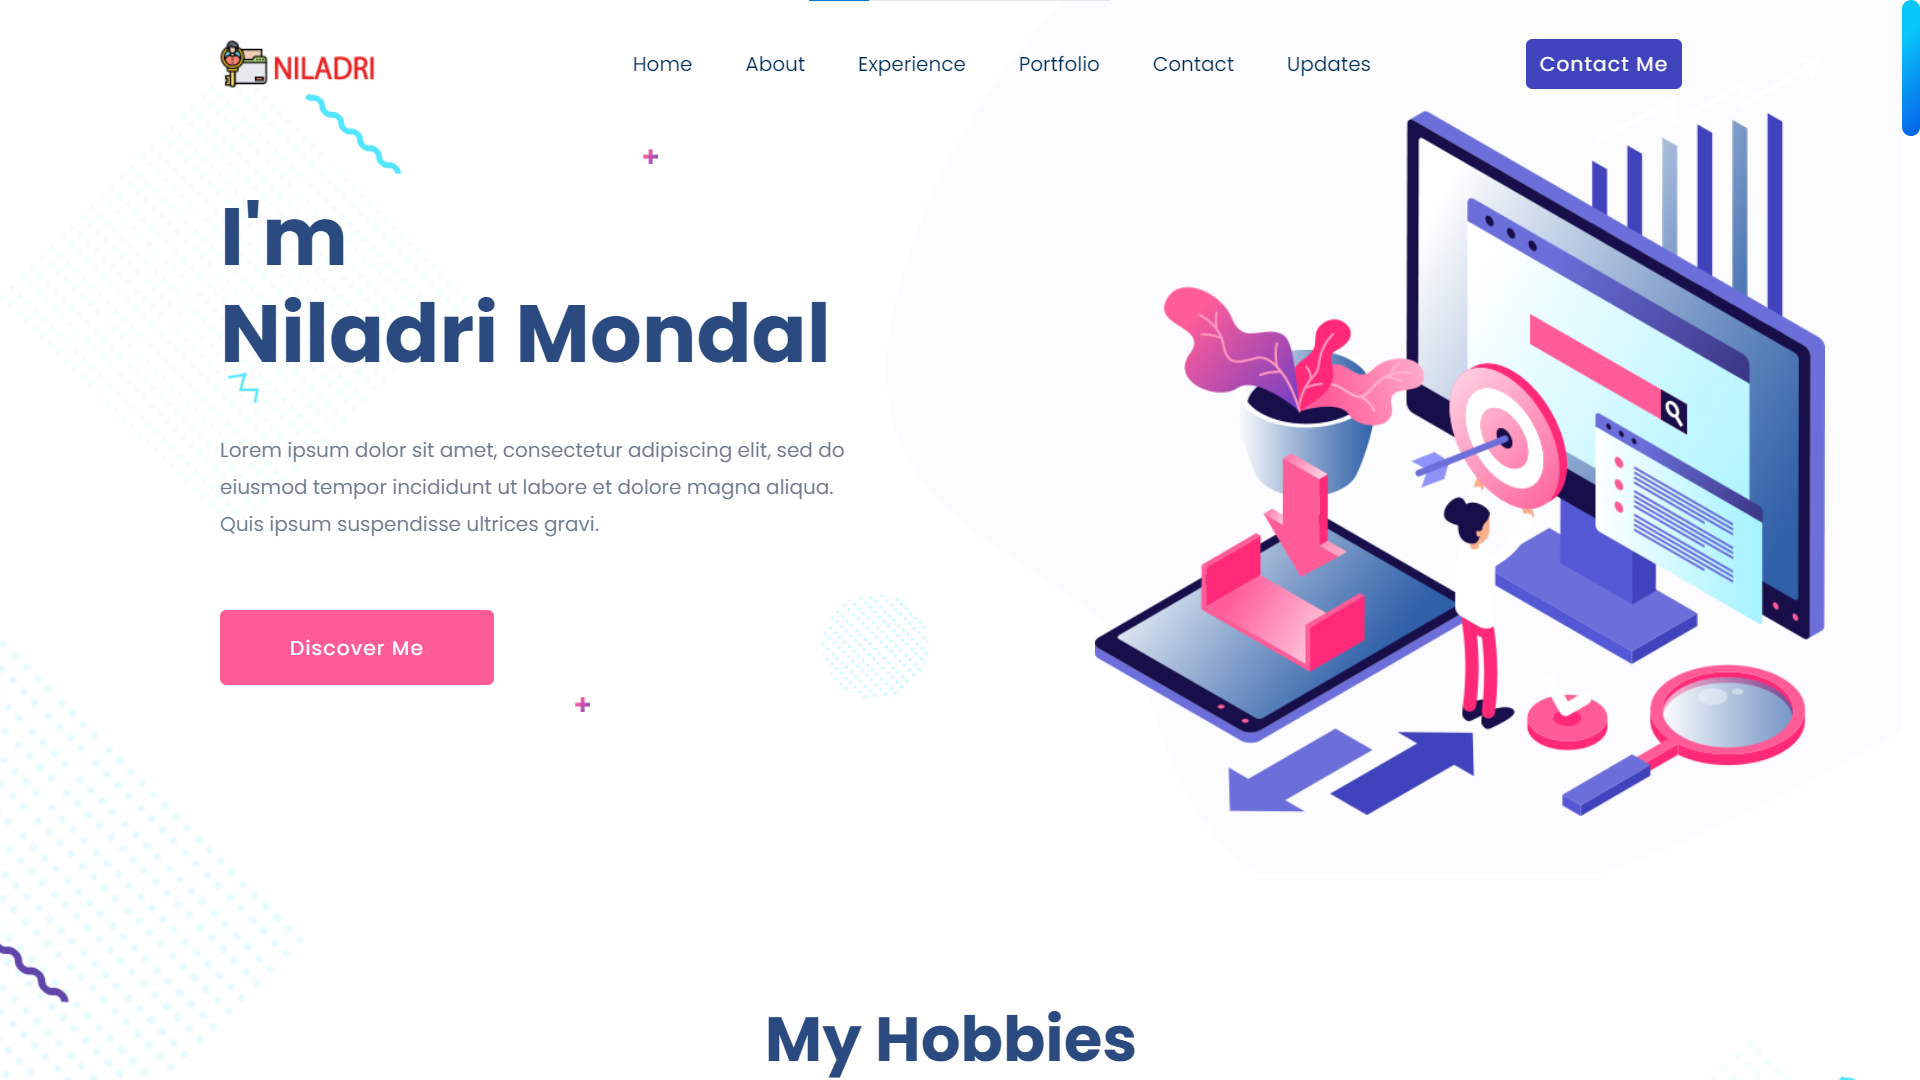 NILADRI
Home About Experience Portfolio Contact Updates
Contact Me
I'm
Niladri Mondal
Lorem ipsum dolor sit amet, consectetur adipiscing elit, sed do
eiusmod tempor incididunt ut labore et dolore magna aliqua.
Quis ipsum suspendisse ultrices gravi.
Discover Me
My Hobbies